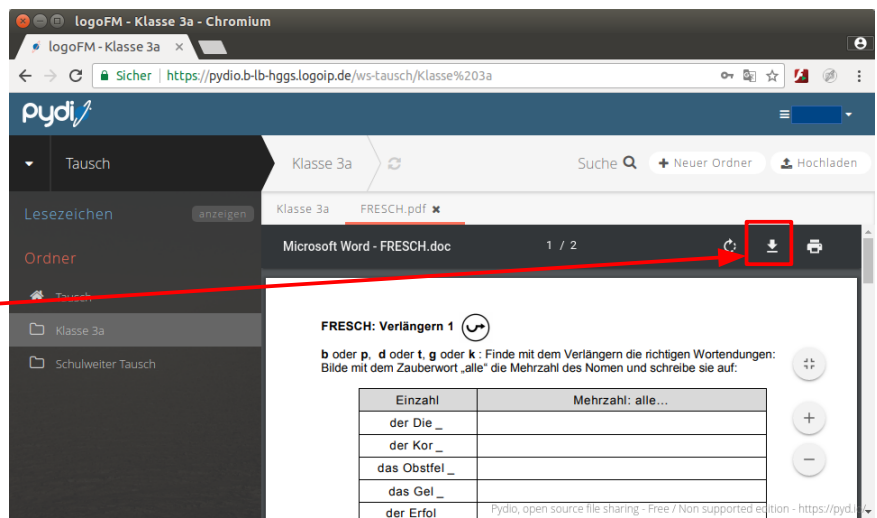 logoFM - Klasse 3a - Chromium
logoFM - Klasse 3a ×
Sicher | https://pydio.b-lb-hggs.logoip.de/ws-tausch/Klasse%203a
pydi
Tausch
Klasse 3a
Suche
+ Neuer Ordner
Hochladen
Lesezeichen
anzeigen
Klasse 3a
FRESCH.pdf ×
Ordner
Microsoft Word - FRESCH.doc
1 / 2
Tausch
Klasse 3a
Schulweiter Tausch
FRESCH: Verlängern 1
b oder p, d oder t, g oder k : Finde mit dem Verlängern die richtigen Wortendungen:
Bilde mit dem Zauberwort „alle" die Mehrzahl des Nomen und schreibe sie auf:
Einzahl
Mehrzahl: alle...
der Die _
der Kor _
das Obstfel _
das Gel _
der Erfol
Pydio, open source file sharing - Free / Non supported edition - https://pyd.i